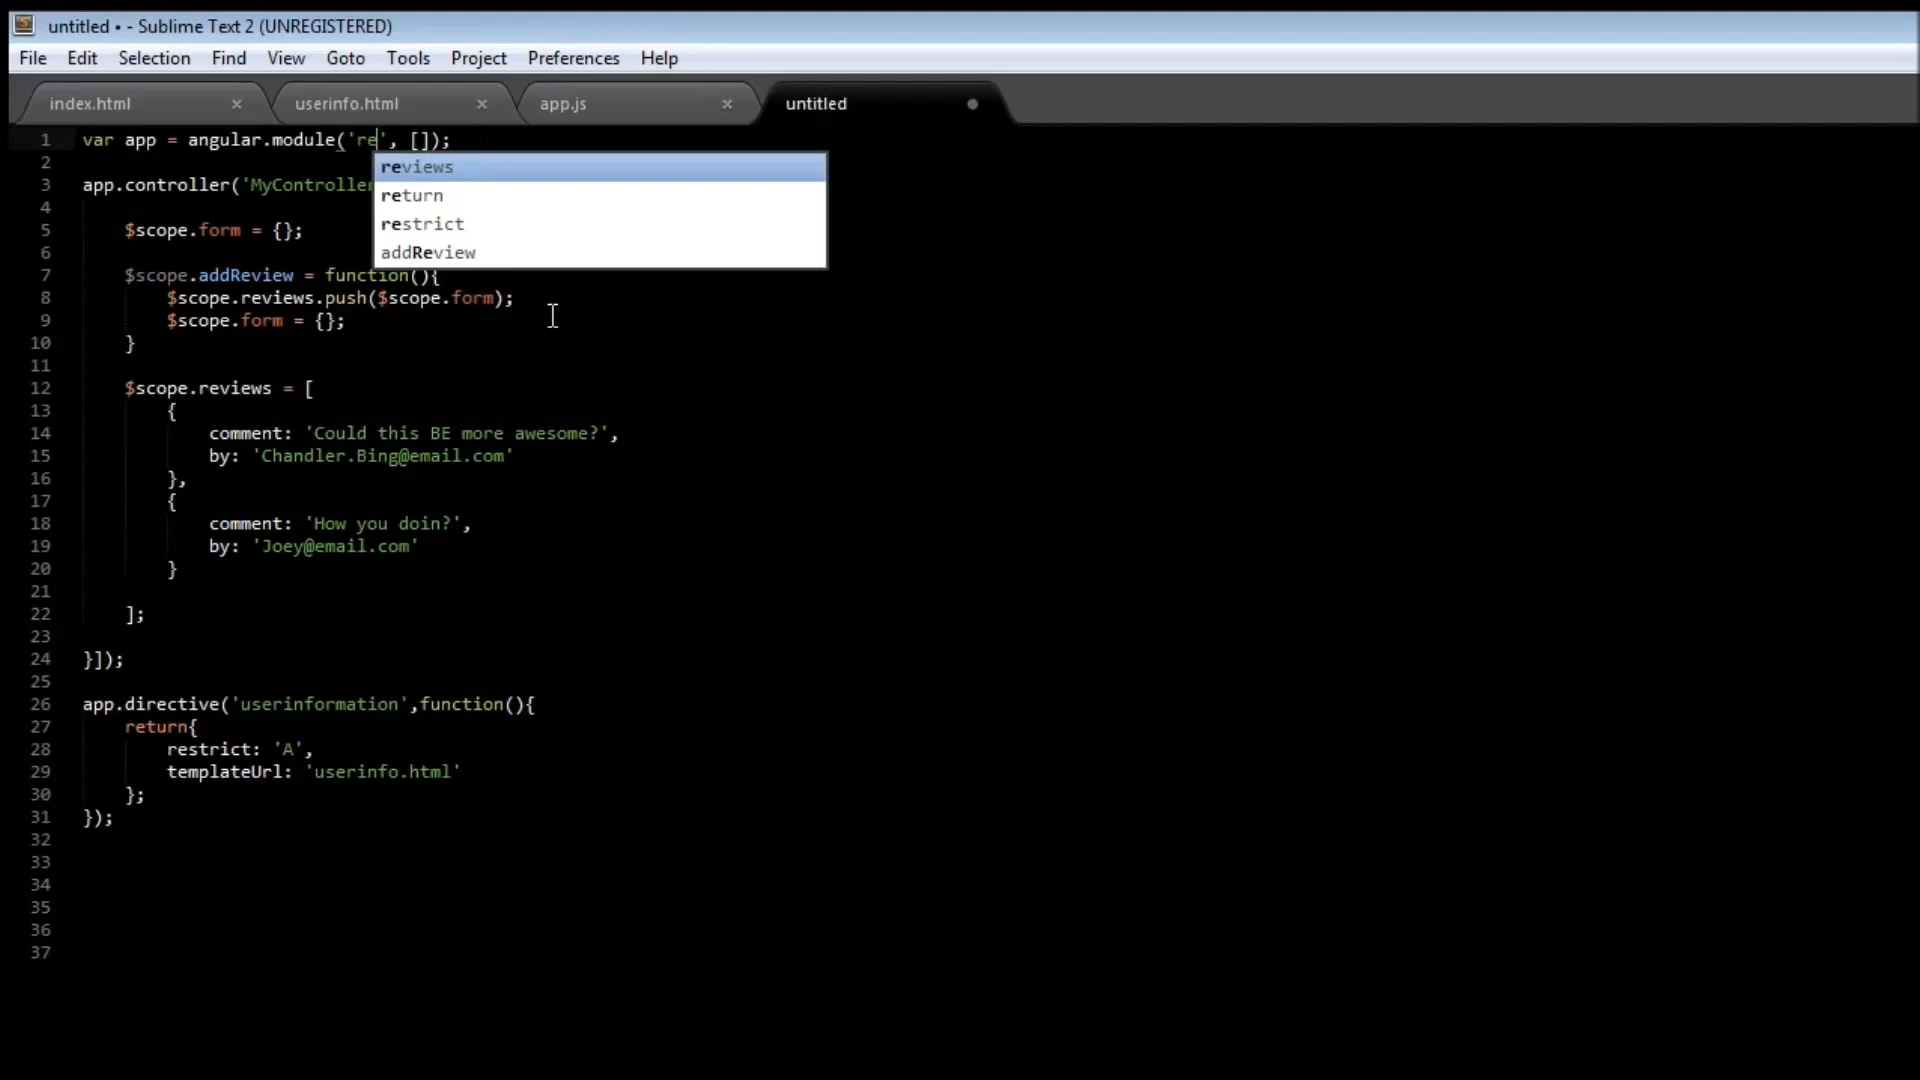 untitled • - Sublime Text 2 (UNREGISTERED)
File Edit Selection Find View Goto Tools Project Preferences Help
index.html × userinfo.html × app.js × untitled
1 var app = angular.module('re', []);
reviews
2
3 app.controller('MyController
return
4
restrict
5 $scope.form = {};
6
addReview
7 $scope.addReview = function(){
8 $scope.reviews.push($scope.form);
9 $scope.form = {};
10 }
11
12 $scope.reviews = [
13 {
14 comment: 'Could this BE more awesome?',
15 by: 'Chandler.Bing@email.com'
16 },
17 {
18 comment: 'How you doin?',
19 by: 'Joey@email.com'
20 }
21
22 ];
23
24 }]);
25
26 app.directive('userinformation',function(){
27 return{
28 restrict: 'A',
29 templateUrl: 'userinfo.html'
30 };
31 });
32
33
34
35
36
37